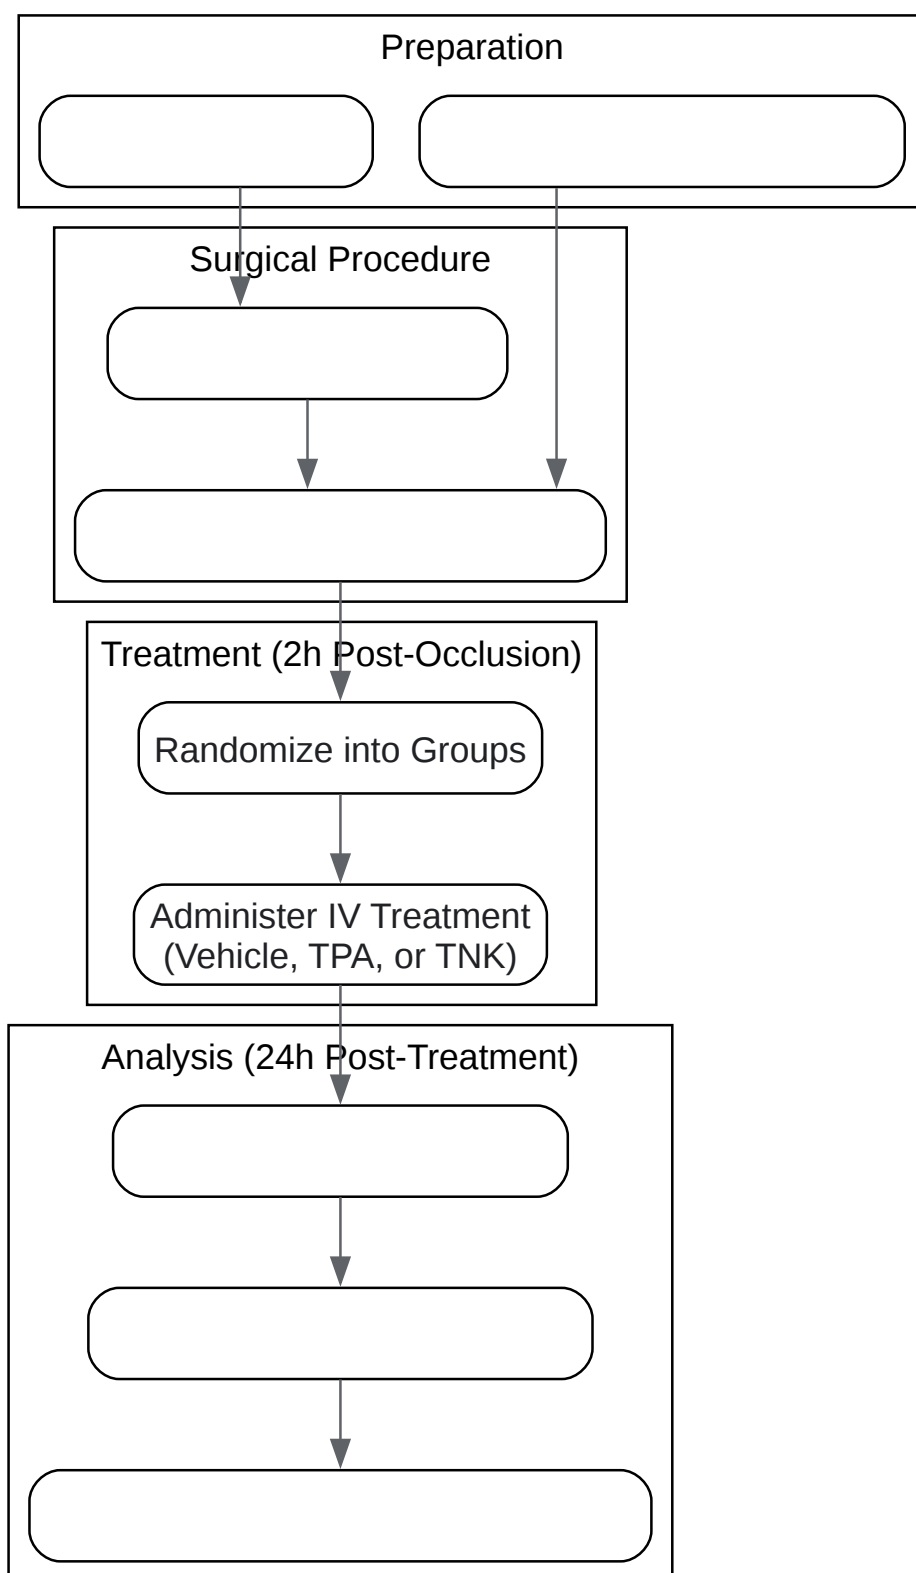 Preparation
Surgical Procedure
Treatment (2h Post-Occlusion)
Randomize into Groups
Administer IV Treatment
(Vehicle, TPA, or TNK)
Analysis (24h Post-Treatment)